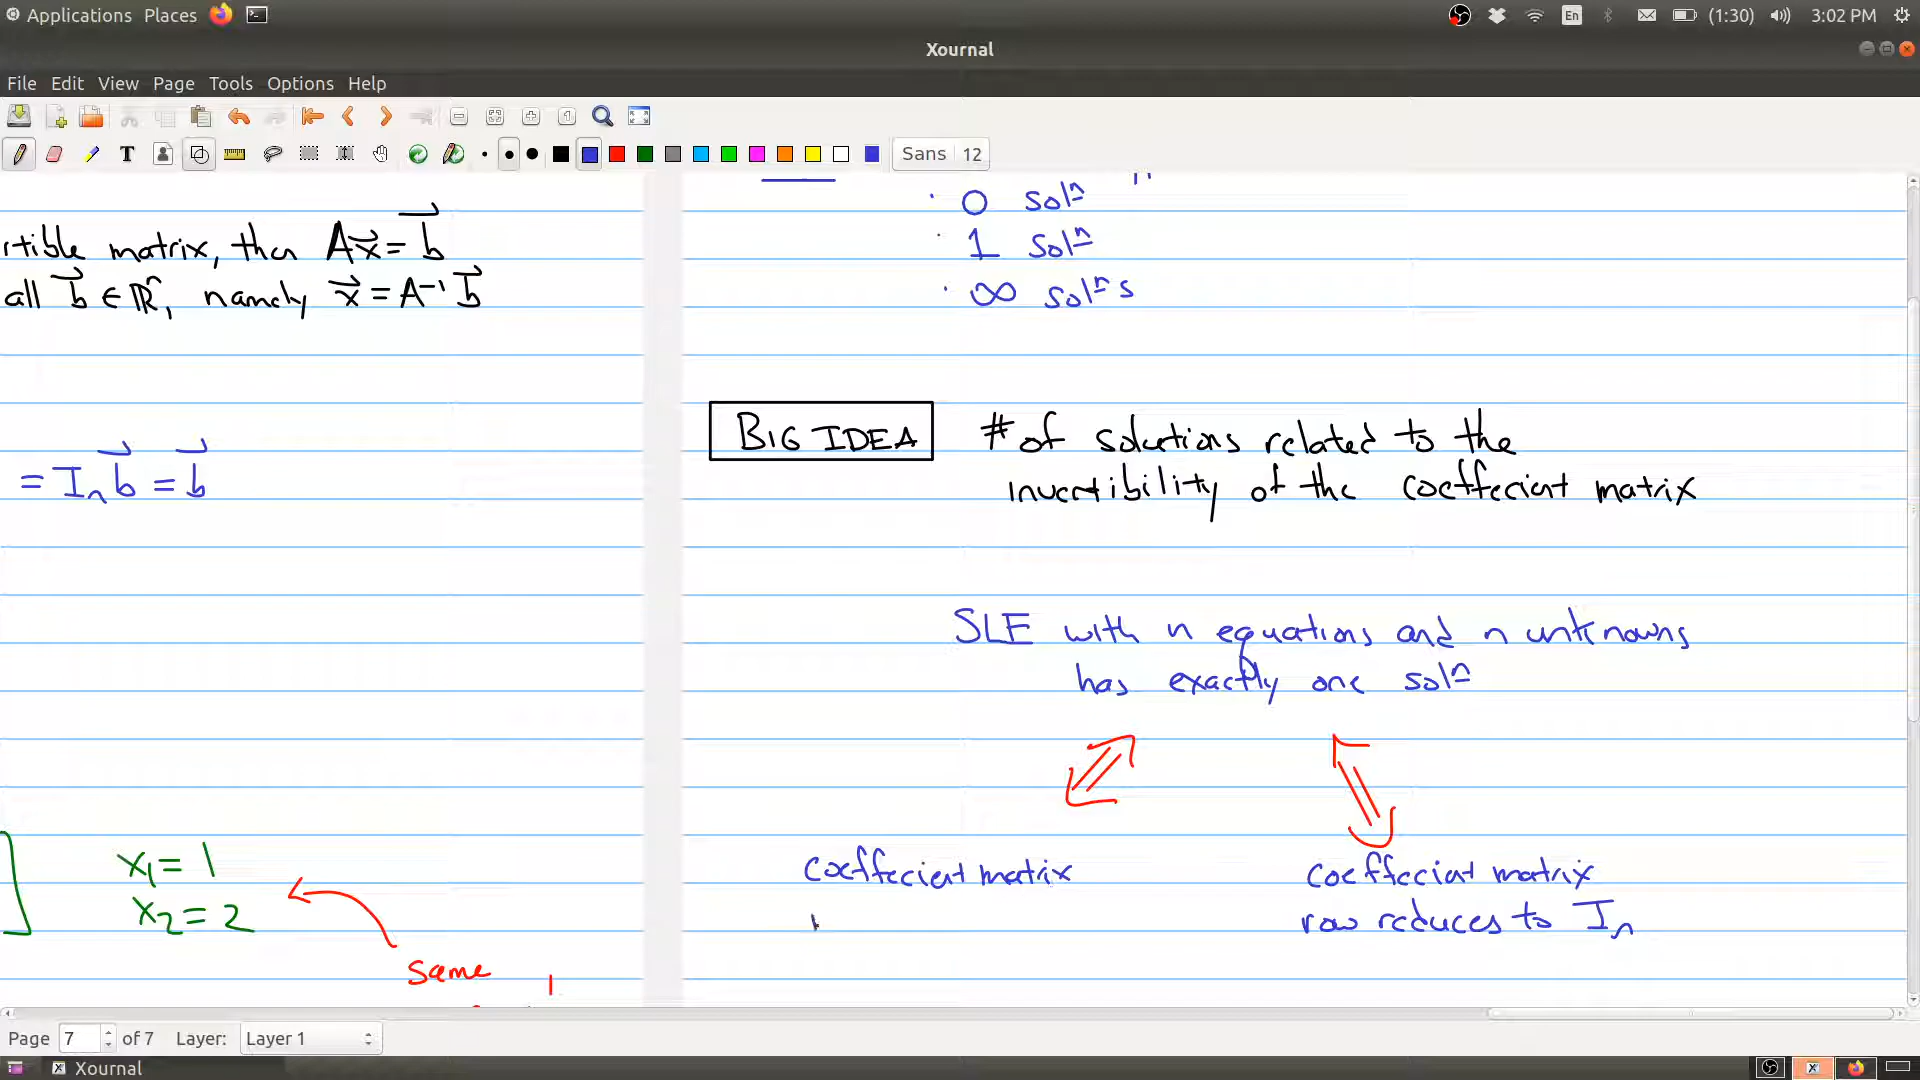 Applications Places En (1:30) 3:02 PM
Xournal
File Edit View Page Tools Options Help
Sans 12
rtible matrix, then Ax⃗ = b⃗
all b⃗ ∈ ℝⁿ, namely x⃗ = A⁻¹ b⃗
= Iₙ b⃗ = b⃗
x₁ = 1
x₂ = 2
same
· 0 solⁿ
· 1 solⁿ
· ∞ solⁿs
BIG IDEA # of solutions related to the
invertibility of the coeffecient matrix
SLE with n equations and n unknowns
has exactly one solⁿ
coeffecient matrix
coeffecient matrix
row reduces to Iₙ
Page 7 of 7 Layer: Layer 1
Xournal